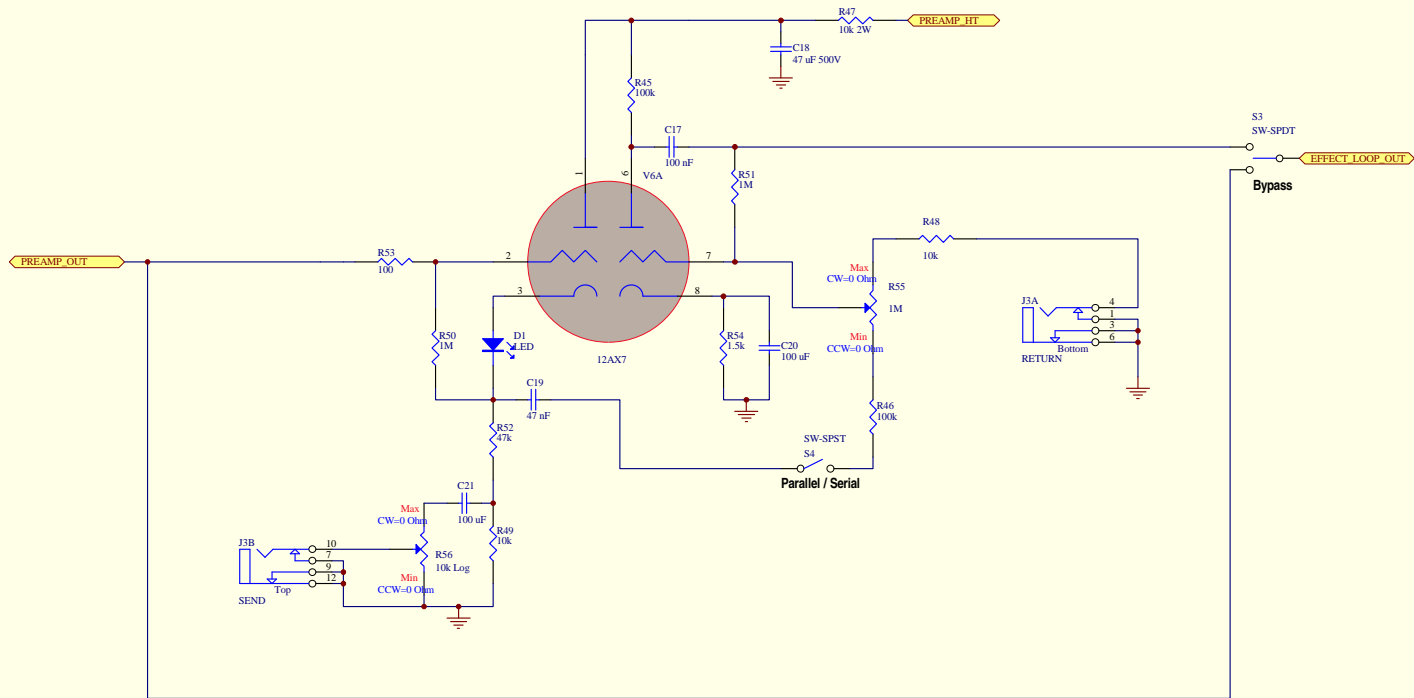 R47
10k 2W
PREAMP_HT
C18
47 uF 500V
R45
100k
S3
SW-SPDT
C17
100 nF
EFFECT_LOOP_OUT
Bypass
1
6
V6A
R51
1M
R48
10k
PREAMP_OUT
R53
100
2
7
Max
CW=0 Ohm
R55
1M
3
8
J3A
4
1
3
6
Bottom
RETURN
R50
1M
D1
LED
R54
1.5k
C20
100 uF
Min
CCW=0 Ohm
12AX7
C19
47 nF
R46
100k
R52
47k
SW-SPST
S4
Parallel / Serial
C21
100 uF
Max
CW=0 Ohm
R49
10k
J3B
10
7
9
12
Top
SEND
R56
10k Log
Min
CCW=0 Ohm